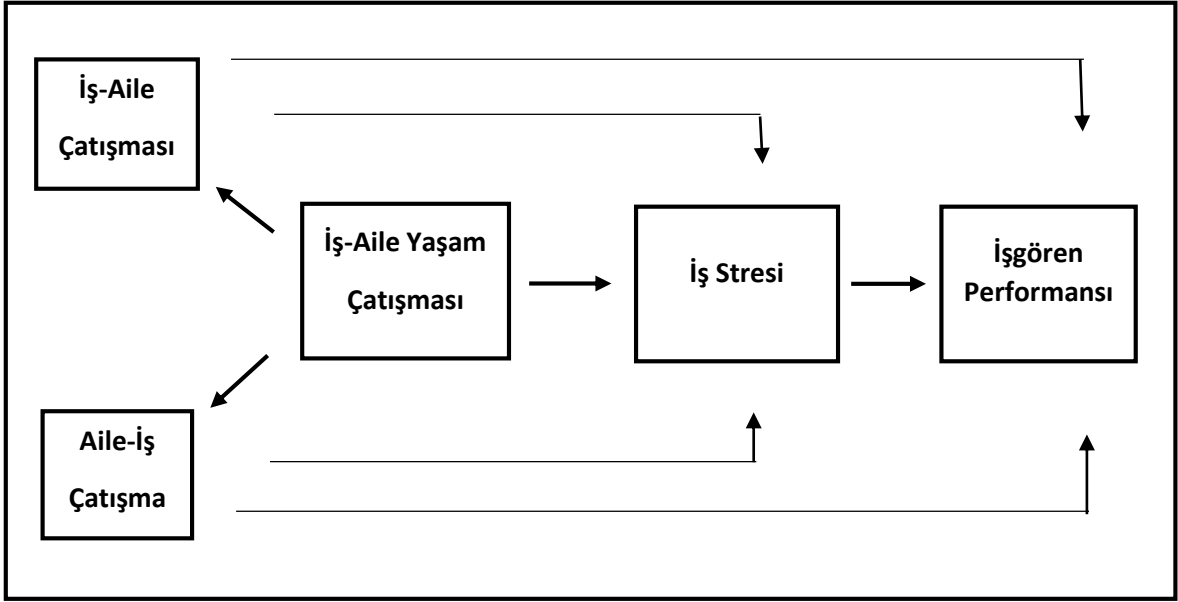 İş-Aile
Çatışması
İş-Aile Yaşam
Çatışması
İş Stresi
İşgören
Performansı
Aile-İş
Çatışma